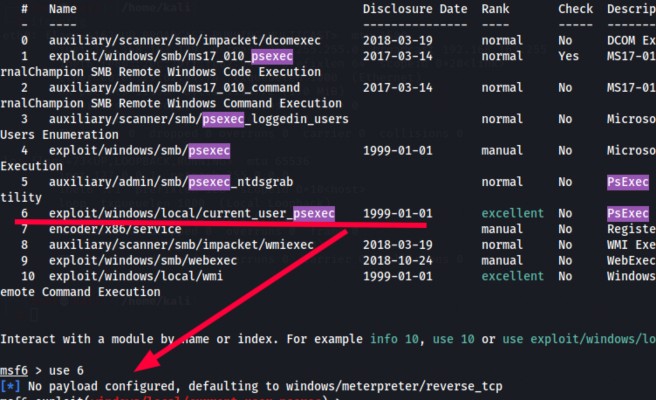 # Name Disclosure Date Rank Check Descrip
- ---- --------------- ---- ----- ------
0 auxiliary/scanner/smb/impacket/dcomexec 2018-03-19 normal No DCOM Ex
1 exploit/windows/smb/ms17_010_psexec 2017-03-14 normal Yes MS17-01
rnalChampion SMB Remote Windows Code Execution
2 auxiliary/admin/smb/ms17_010_command 2017-03-14 normal No MS17-01
rnalChampion SMB Remote Windows Command Execution
3 auxiliary/scanner/smb/psexec_loggedin_users normal No Microso
Users Enumeration
4 exploit/windows/smb/psexec 1999-01-01 manual No Microso
Execution
5 auxiliary/admin/smb/psexec_ntdsgrab normal No PsExec
tility
6 exploit/windows/local/current_user_psexec 1999-01-01 excellent No PsExec
7 encoder/x86/service manual No Registe
8 auxiliary/scanner/smb/impacket/wmiexec 2018-03-19 normal No WMI Exe
9 exploit/windows/smb/webexec 2018-10-24 manual No WebExec
10 exploit/windows/local/wmi 1999-01-01 excellent No Windows
emote Command Execution
Interact with a module by name or index. For example info 10, use 10 or use exploit/windows/lo
msf6 > use 6
[*] No payload configured, defaulting to windows/meterpreter/reverse_tcp